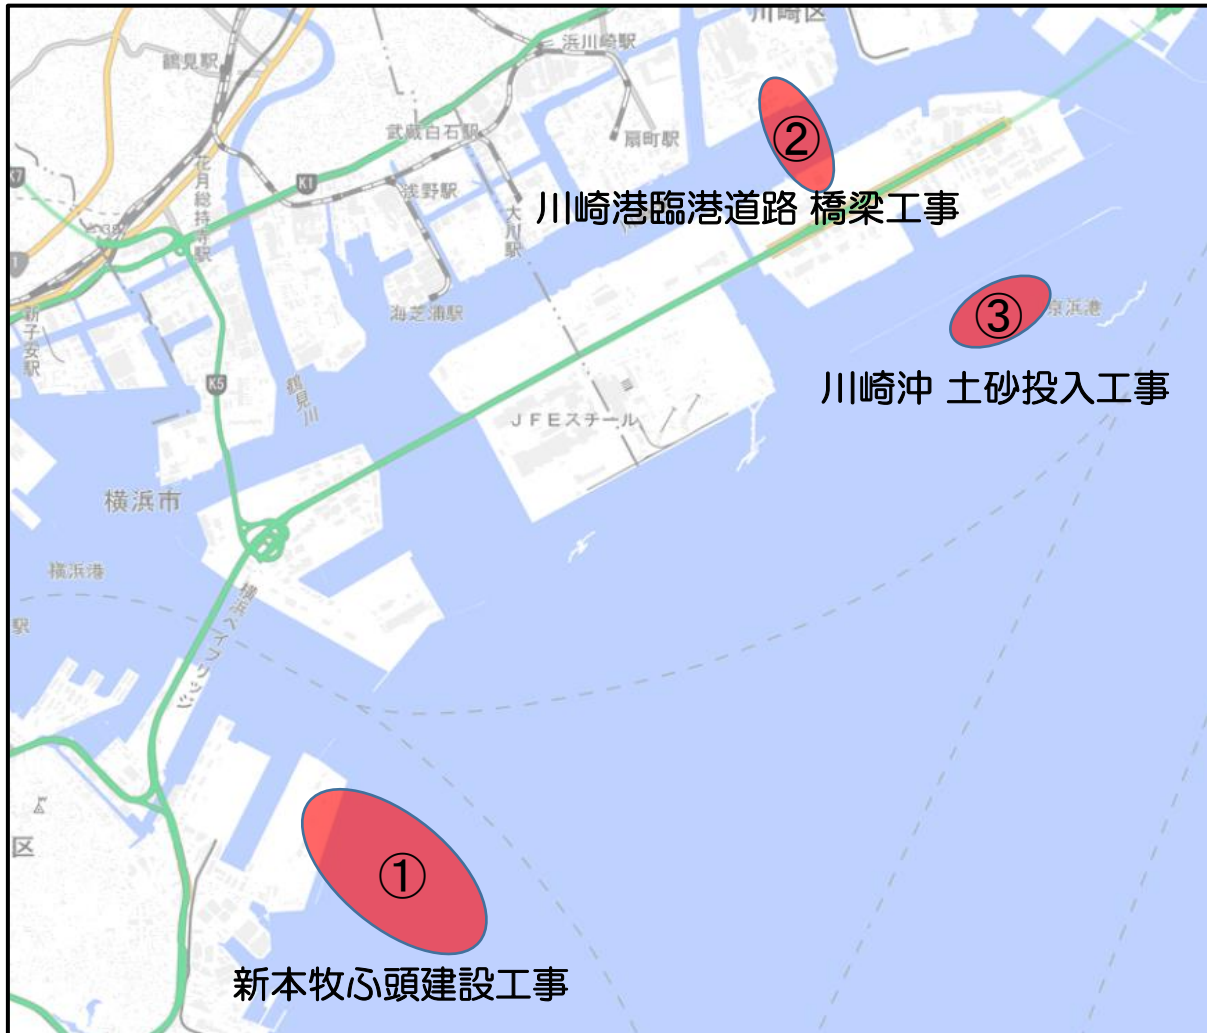 川崎区
浜川崎駅
鶴見駅
②
武蔵白石駅
扇町駅
K7
K1
花月総持寺駅
浅野駅
大川駅
川崎港臨港道路 橋梁工事
1
海芝浦駅
新子安駅
③
京浜港
K5
鶴見川
川崎沖 土砂投入工事
JFEスチール
横浜市
横浜港
横浜ベイブリッジ
駅
区
①
新本牧ふ頭建設工事